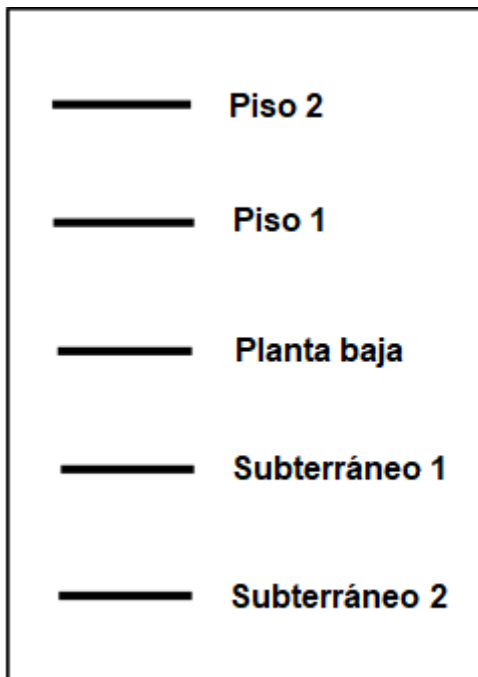 Piso 2
Piso 1
Planta baja
Subterráneo 1
Subterráneo 2